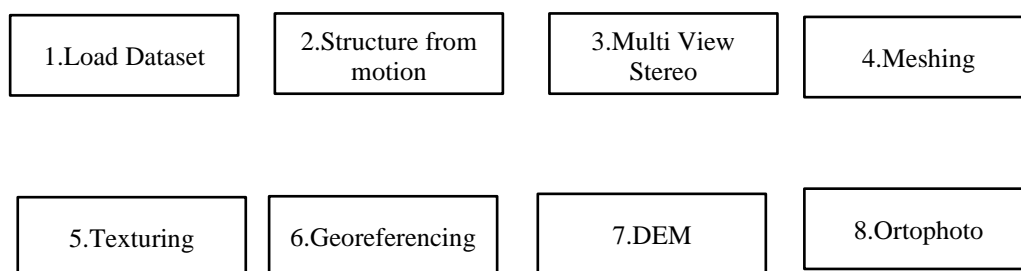 1.Load Dataset
2.Structure from
motion
3.Multi View
Stereo
4.Meshing
5.Texturing
6.Georeferencing
7.DEM
8.Ortophoto